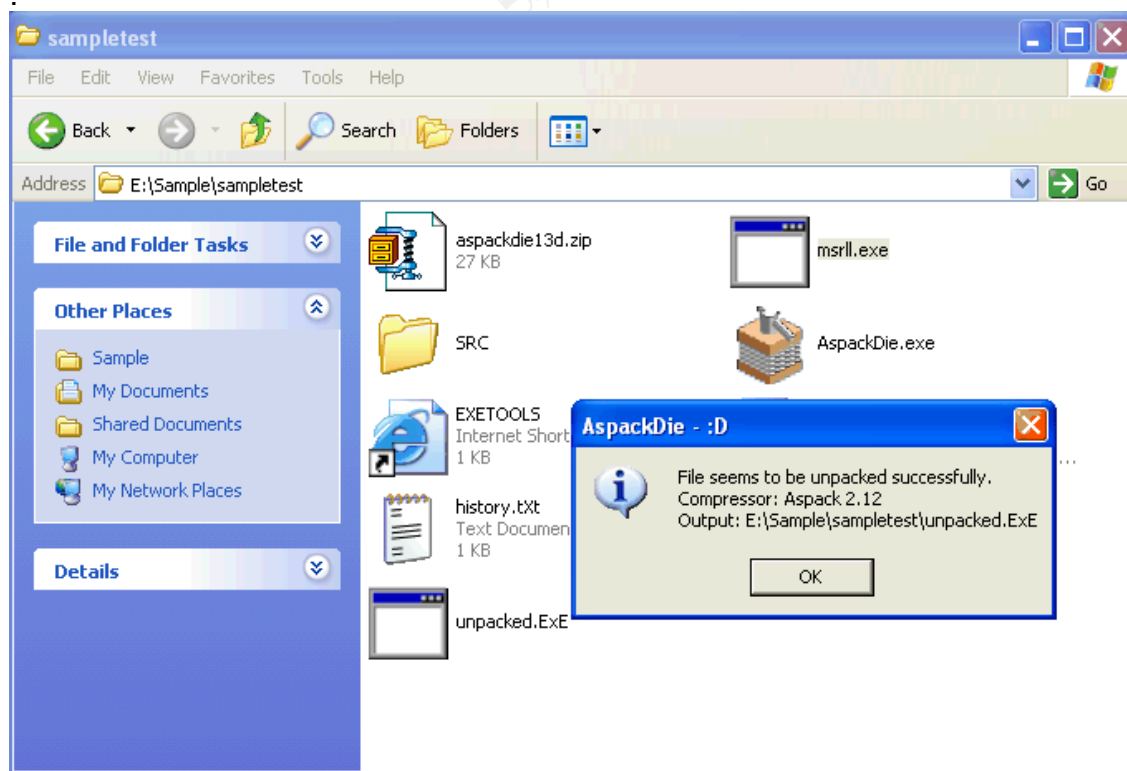 sampletest
File Edit View Favorites Tools Help
Back Search Folders
Address E:\Sample\sampletest Go
File and Folder Tasks
Other Places
Sample
My Documents
Shared Documents
My Computer
My Network Places
Details
aspackdie13d.zip
27 KB
msrll.exe
SRC
AspackDie.exe
EXETOOLS
Internet Short
1 KB
history.tXt
Text Documen
1 KB
unpacked.ExE
AspackDie - :D
File seems to be unpacked successfully.
Compressor: Aspack 2.12
Output: E:\Sample\sampletest\unpacked.ExE
OK
...